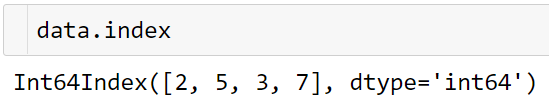 data.index
Int64Index([2, 5, 3, 7], dtype='int64')